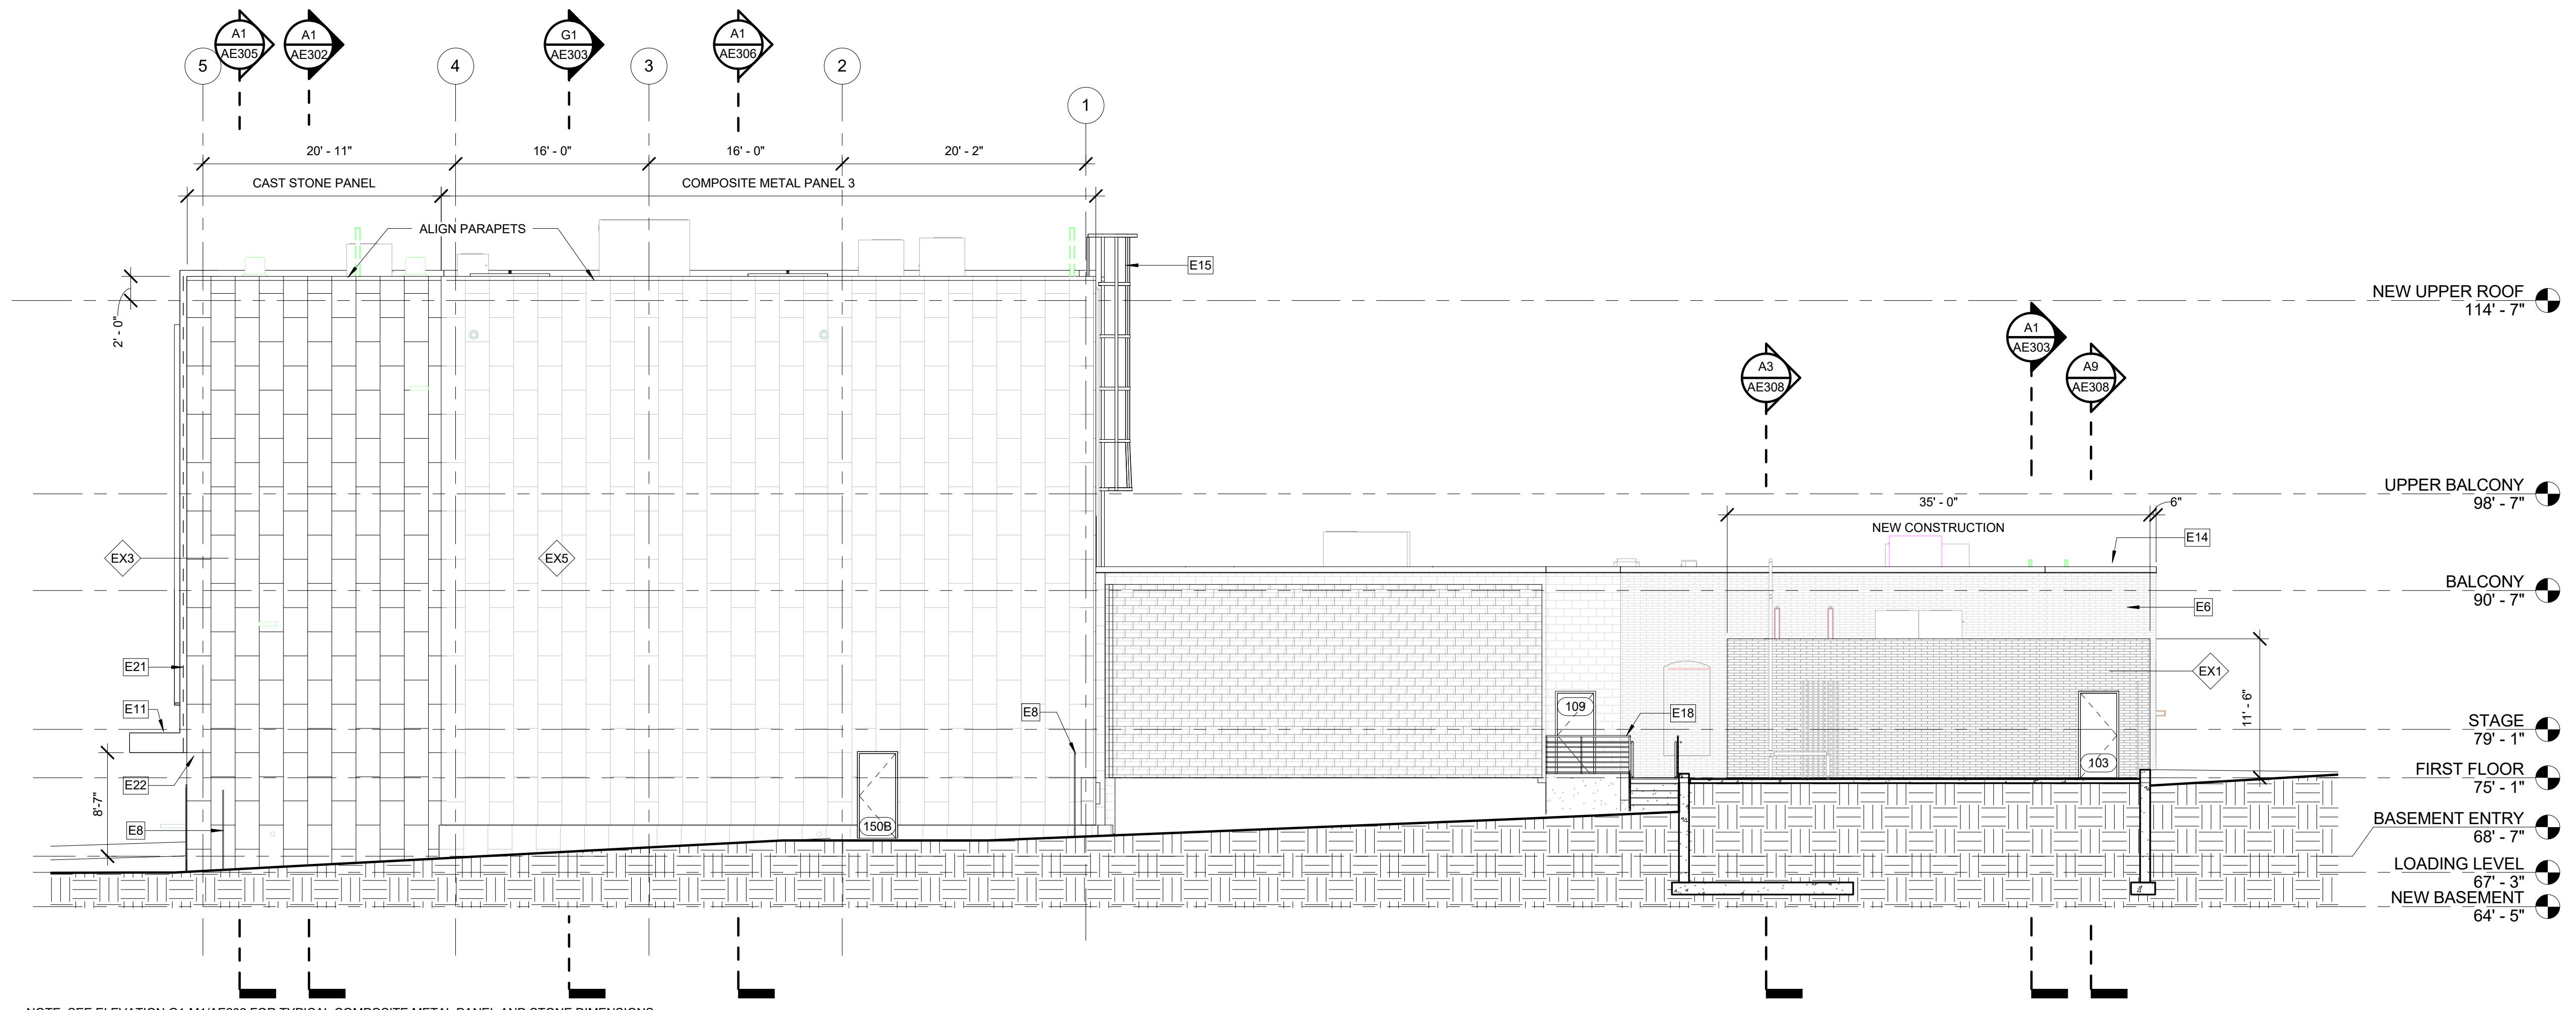 A1
AE305
A1
AE302
G1
AE303
A1
AE306
5
4
3
2
1
20' - 11"
16' - 0"
16' - 0"
20' - 2"
CAST STONE PANEL
COMPOSITE METAL PANEL 3
ALIGN PARAPETS
E15
2' - 0"
NEW UPPER ROOF
114' - 7"
A1
AE303
A3
AE308
A9
AE308
UPPER BALCONY
98' - 7"
35' - 0"
6"
NEW CONSTRUCTION
E14
EX3
EX5
BALCONY
90' - 7"
E6
E21
EX1
E11
109
E8
E18
11' - 6"
STAGE
79' - 1"
103
FIRST FLOOR
75' - 1"
E22
8'-7"
E8
150B
BASEMENT ENTRY
68' - 7"
LOADING LEVEL
67' - 3"
NEW BASEMENT
64' - 5"